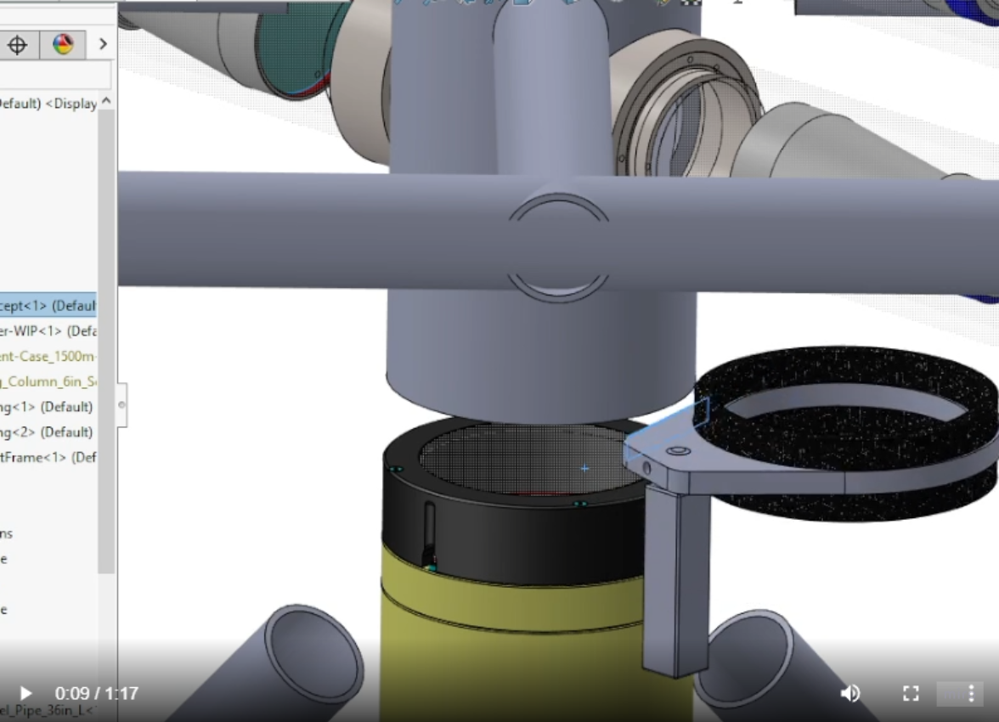 Default) <Display
cept<1> (Defaul
er-WIP<1> (Defa
ent-Case_1500m-
g_Column_6in_S
ng<1> (Default)
ng<2> (Default)
tFrame<1> (Def
ns
e
e
0:09 / 1:17
el_Pipe_36in_L<